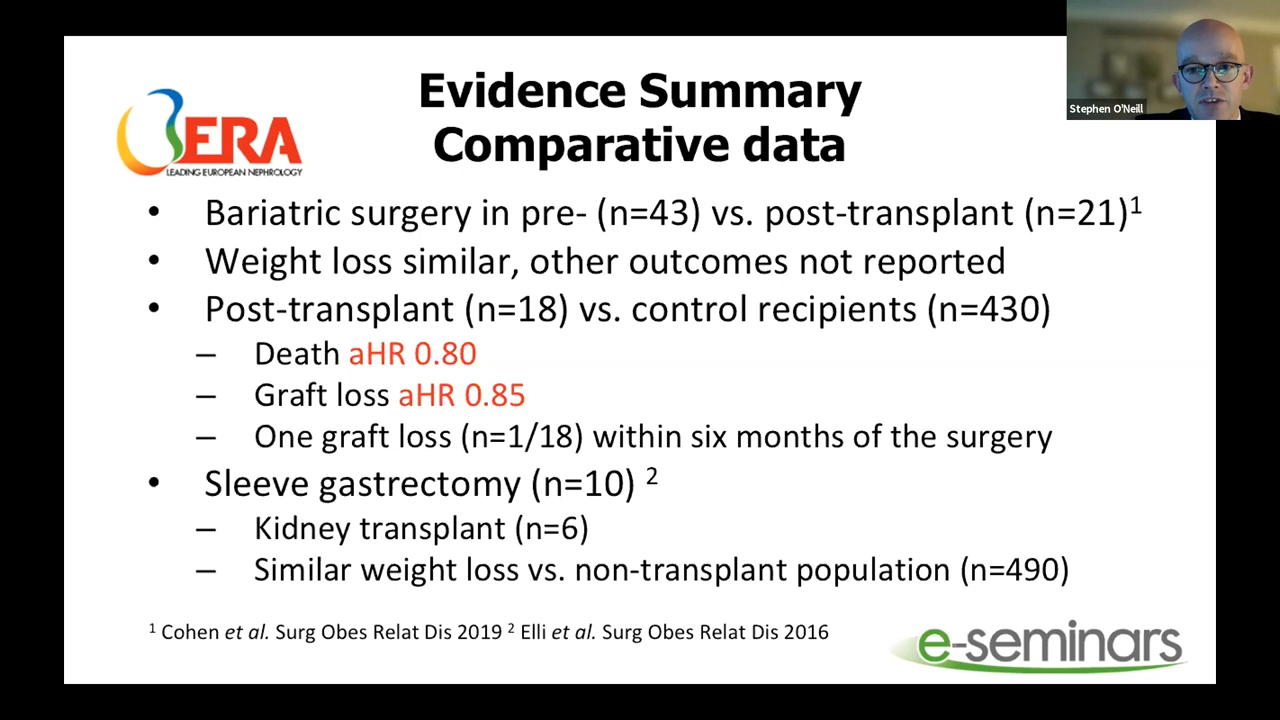 Stephen O'Neill
Evidence Summary
Comparative data
ERA
LEADING EUROPEAN NEPHROLOGY
• Bariatric surgery in pre- (n=43) vs. post-transplant (n=21)¹
• Weight loss similar, other outcomes not reported
• Post-transplant (n=18) vs. control recipients (n=430)
– Death aHR 0.80
– Graft loss aHR 0.85
– One graft loss (n=1/18) within six months of the surgery
• Sleeve gastrectomy (n=10) ²
– Kidney transplant (n=6)
– Similar weight loss vs. non-transplant population (n=490)
¹ Cohen et al. Surg Obes Relat Dis 2019 ² Elli et al. Surg Obes Relat Dis 2016
e-seminars